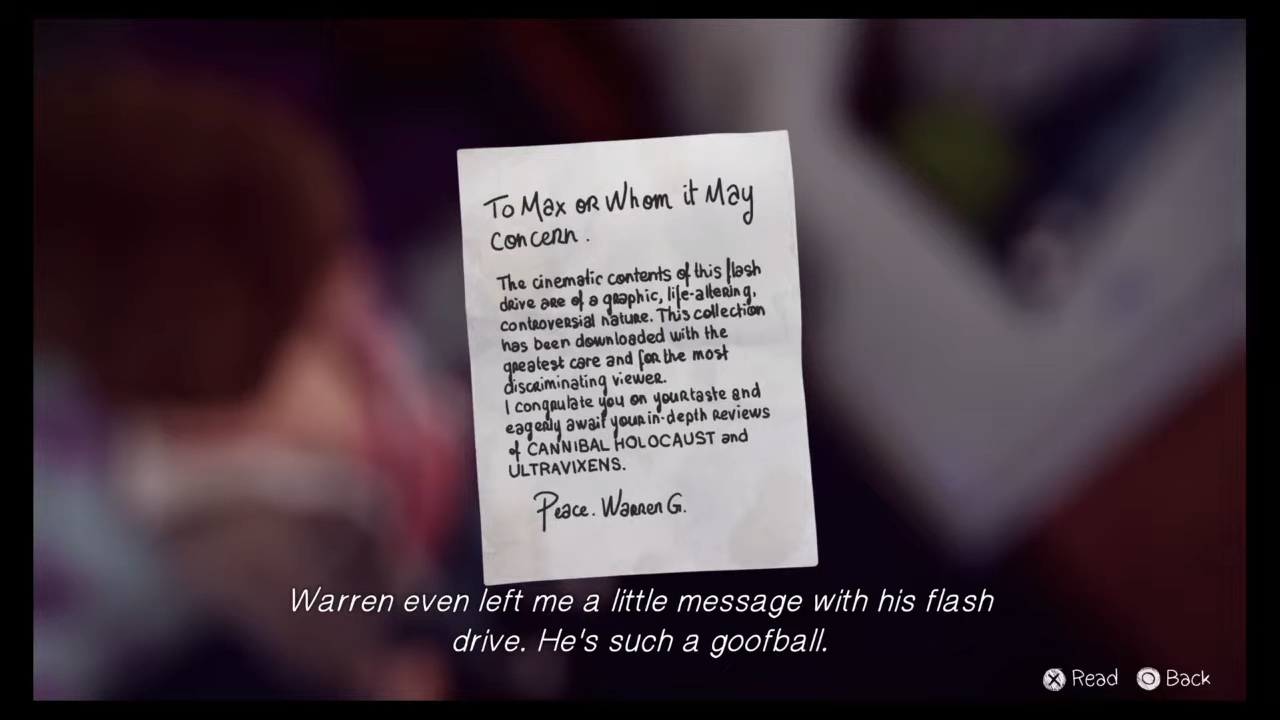 To Max or Whom it May
Concern.
The cinematic contents of this flash
drive are of a graphic, life-altering,
controversial nature. This collection
has been downloaded with the
greatest care and for the most
discriminating viewer.
I congrulate you on your taste and
eagerly await your in-depth reviews
of CANNIBAL HOLOCAUST and
ULTRAVIXENS.
Peace. Warren G.
Warren even left me a little message with his flash
drive. He's such a goofball.
Read Back